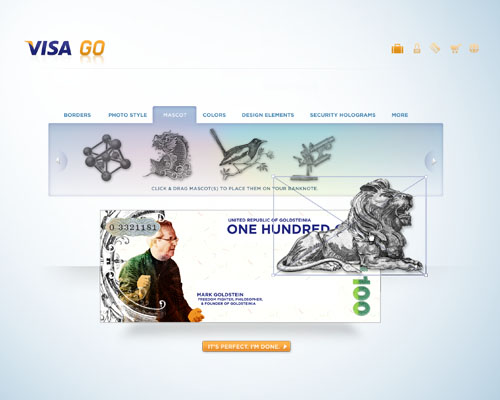 VISA GO
BORDERS PHOTO STYLE MASCOT COLORS DESIGN ELEMENTS SECURITY HOLOGRAMS MORE
CLICK & DRAG MASCOT(S) TO PLACE THEM ON YOUR BANKNOTE.
UNITED REPUBLIC OF GOLDSTEINIA
ONE HUNDRED
0 3321181
MARK GOLDSTEIN
FREEDOM FIGHTER, PHILOSOPHER,
& FOUNDER OF GOLDSTEINIA
100
IT'S PERFECT. I'M DONE.